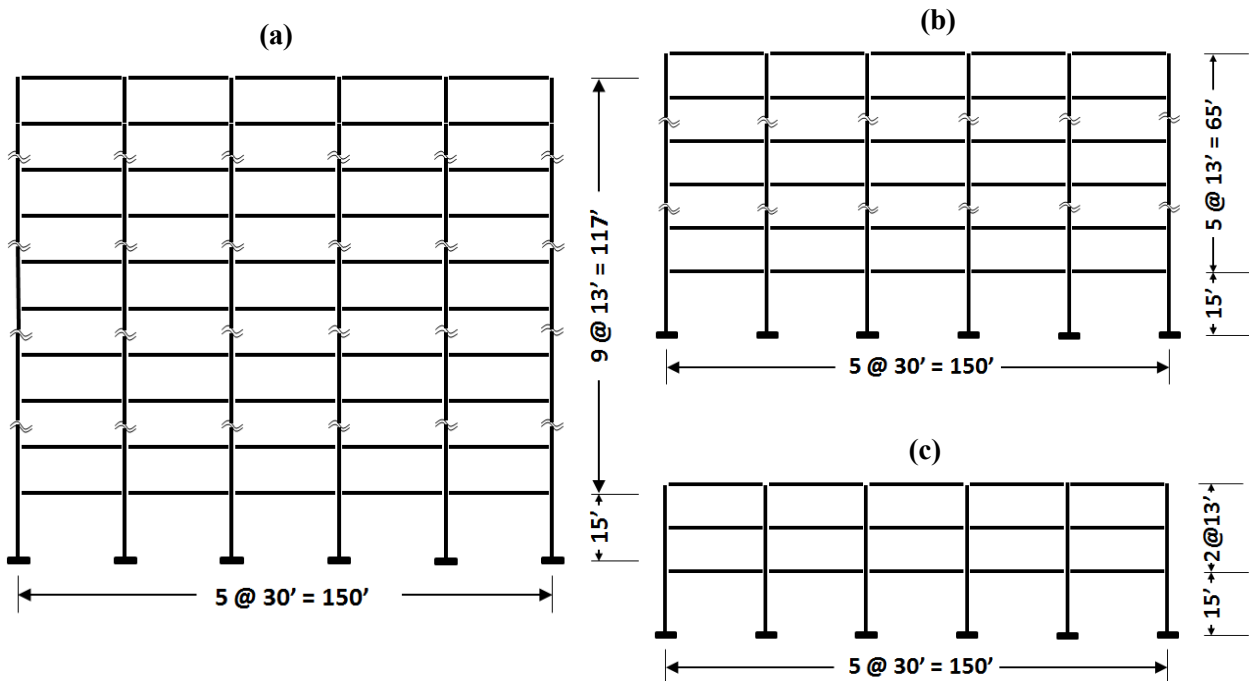 (a)
9 @ 13’ = 117’
15’
5 @ 30’ = 150’
(b)
5 @ 13’ = 65’
15’
5 @ 30’ = 150’
(c)
2@13’
15’
5 @ 30’ = 150’